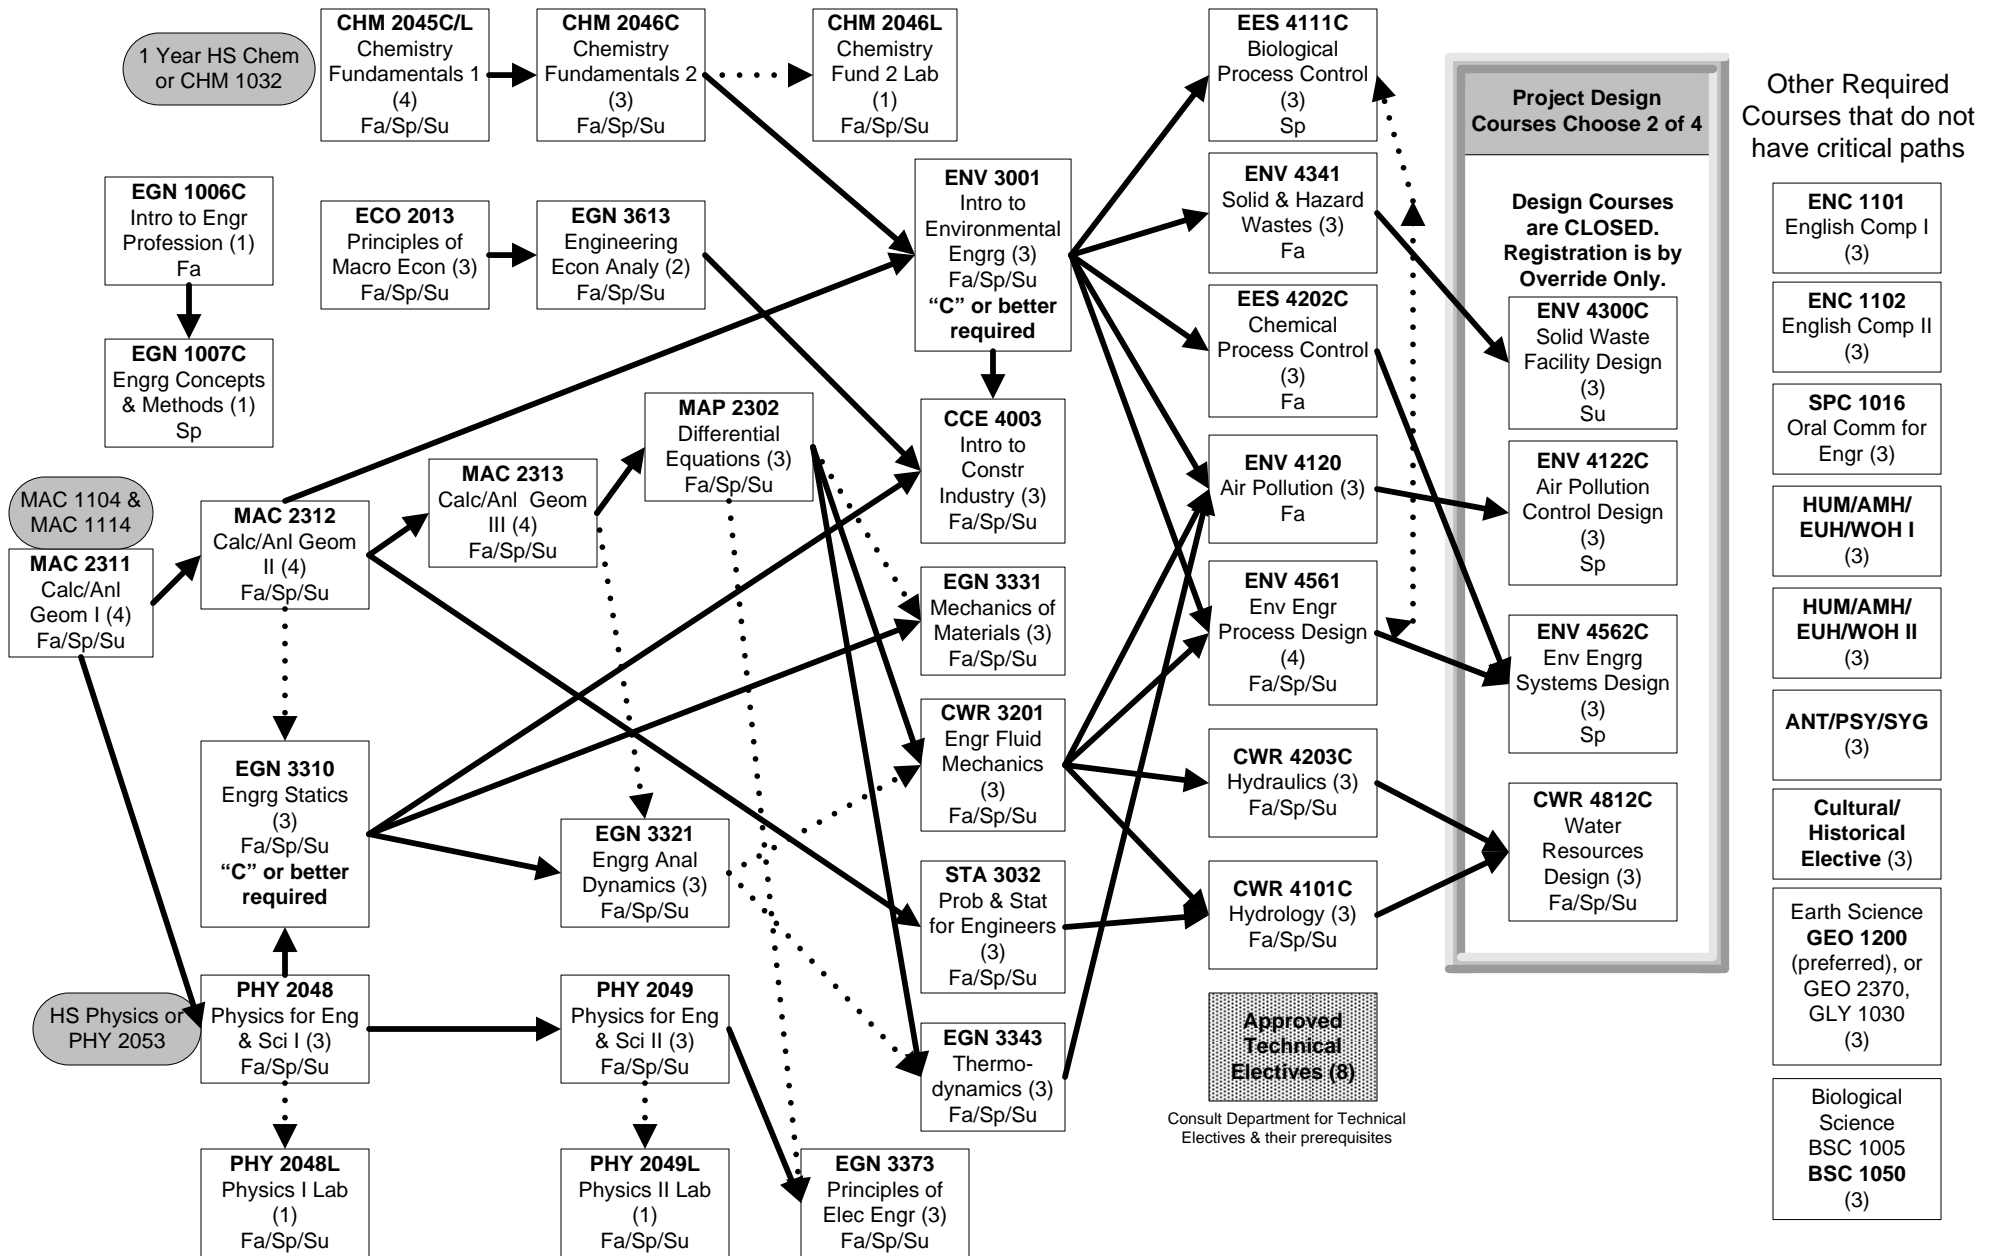 1 Year HS Chem
or CHM 1032
CHM 2045C/L
Chemistry
Fundamentals 1
(4)
Fa/Sp/Su
CHM 2046C
Chemistry
Fundamentals 2
(3)
Fa/Sp/Su
CHM 2046L
Chemistry
Fund 2 Lab
(1)
Fa/Sp/Su
EGN 1006C
Intro to Engr
Profession (1)
Fa
EGN 1007C
Engrg Concepts
& Methods (1)
Sp
ECO 2013
Principles of
Macro Econ (3)
Fa/Sp/Su
EGN 3613
Engineering
Econ Analy (2)
Fa/Sp/Su
MAC 1104 &
MAC 1114
MAC 2311
Calc/Anl
Geom I (4)
Fa/Sp/Su
MAC 2312
Calc/Anl Geom
II (4)
Fa/Sp/Su
MAC 2313
Calc/Anl Geom
III (4)
Fa/Sp/Su
MAP 2302
Differential
Equations (3)
Fa/Sp/Su
EGN 3310
Engrg Statics
(3)
Fa/Sp/Su
“C” or better
required
EGN 3321
Engrg Anal
Dynamics (3)
Fa/Sp/Su
HS Physics or
PHY 2053
PHY 2048
Physics for Eng
& Sci I (3)
Fa/Sp/Su
PHY 2049
Physics for Eng
& Sci II (3)
Fa/Sp/Su
PHY 2048L
Physics I Lab
(1)
Fa/Sp/Su
PHY 2049L
Physics II Lab
(1)
Fa/Sp/Su
EGN 3373
Principles of
Elec Engr (3)
Fa/Sp/Su
ENV 3001
Intro to
Environmental
Engrg (3)
Fa/Sp/Su
“C” or better
required
CCE 4003
Intro to
Constr
Industry (3)
Fa/Sp/Su
EGN 3331
Mechanics of
Materials (3)
Fa/Sp/Su
CWR 3201
Engr Fluid
Mechanics
(3)
Fa/Sp/Su
STA 3032
Prob & Stat
for Engineers
(3)
Fa/Sp/Su
EGN 3343
Thermo-
dynamics (3)
Fa/Sp/Su
EES 4111C
Biological
Process Control
(3)
Sp
ENV 4341
Solid & Hazard
Wastes (3)
Fa
EES 4202C
Chemical
Process Control
(3)
Fa
ENV 4120
Air Pollution (3)
Fa
ENV 4561
Env Engr
Process Design
(4)
Fa/Sp/Su
CWR 4203C
Hydraulics (3)
Fa/Sp/Su
CWR 4101C
Hydrology (3)
Fa/Sp/Su
Approved
Technical
Electives (8)
Consult Department for Technical
Electives & their prerequisites
Project Design
Courses Choose 2 of 4
Design Courses
are CLOSED.
Registration is by
Override Only.
ENV 4300C
Solid Waste
Facility Design
(3)
Su
ENV 4122C
Air Pollution
Control Design
(3)
Sp
ENV 4562C
Env Engrg
Systems Design
(3)
Sp
CWR 4812C
Water
Resources
Design (3)
Fa/Sp/Su
Other Required
Courses that do not
have critical paths
ENC 1101
English Comp I
(3)
ENC 1102
English Comp II
(3)
SPC 1016
Oral Comm for
Engr (3)
HUM/AMH/
EUH/WOH I
(3)
HUM/AMH/
EUH/WOH II
(3)
ANT/PSY/SYG
(3)
Cultural/
Historical
Elective (3)
Earth Science
GEO 1200
(preferred), or
GEO 2370,
GLY 1030
(3)
Biological
Science
BSC 1005
BSC 1050
(3)